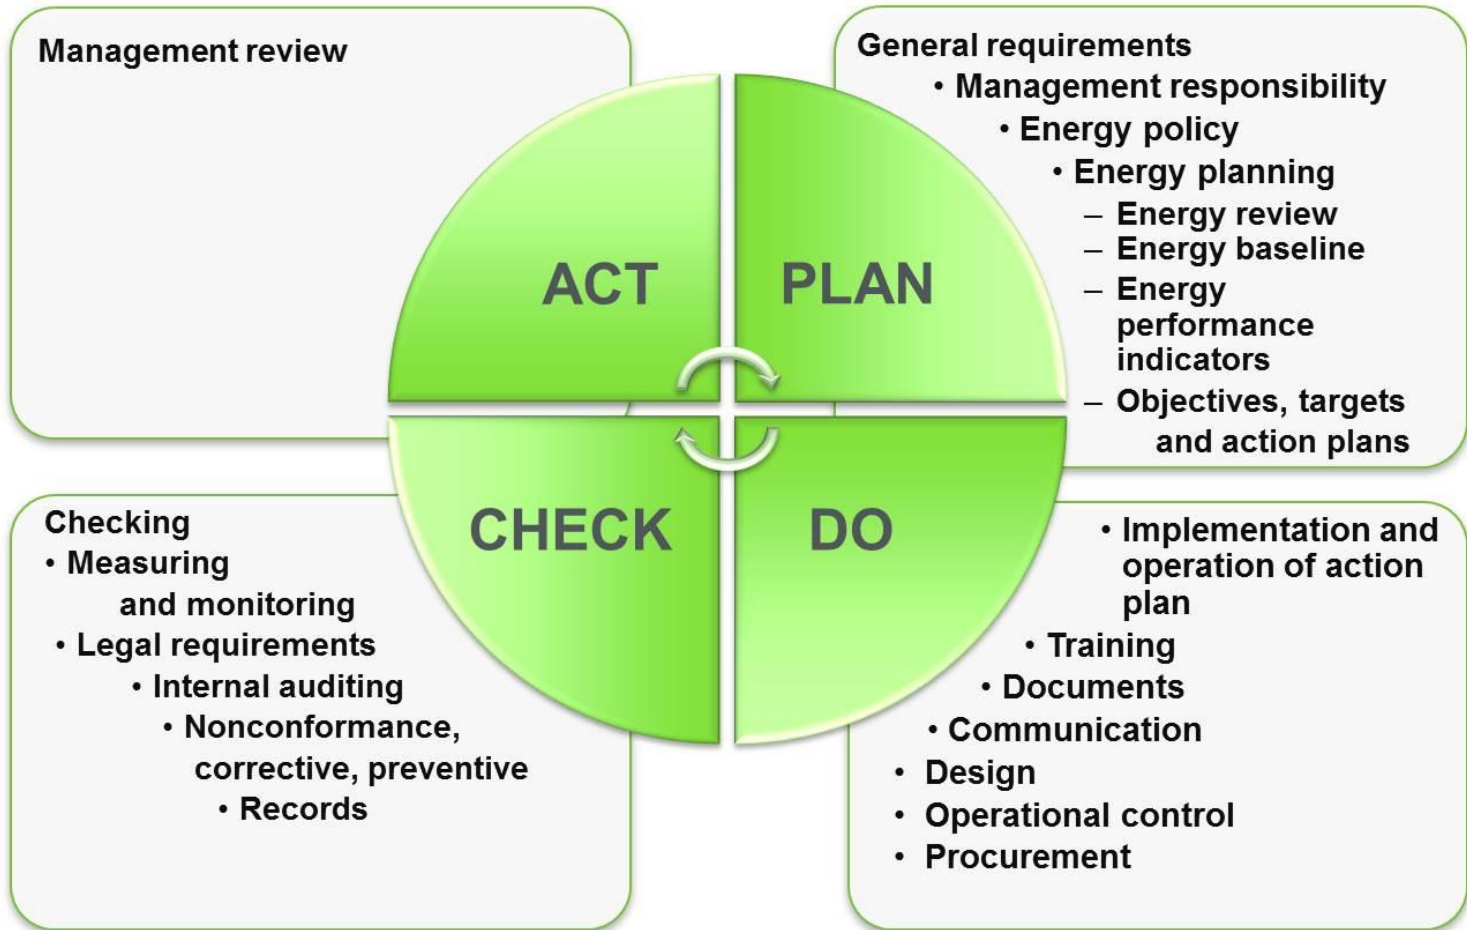 Management review
ACT
General requirements
• Management responsibility
• Energy policy
• Energy planning
– Energy review
– Energy baseline
– Energy
performance
indicators
– Objectives, targets
and action plans
PLAN
Checking
• Measuring
and monitoring
• Legal requirements
• Internal auditing
• Nonconformance,
corrective, preventive
• Records
CHECK
DO
• Implementation and
operation of action
plan
• Training
• Documents
• Communication
• Design
• Operational control
• Procurement